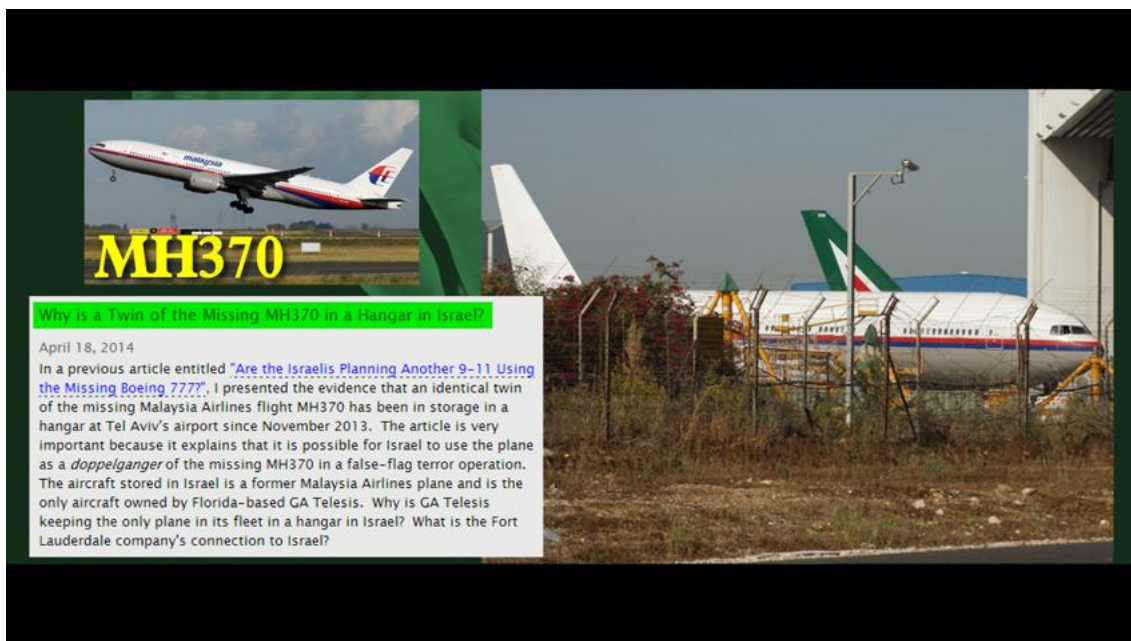 malaysia
MH370
Why is a Twin of the Missing MH370 in a Hangar in Israel?
April 18, 2014
In a previous article entitled "Are the Israelis Planning Another 9-11 Using
the Missing Boeing 777?", I presented the evidence that an identical twin
of the missing Malaysia Airlines flight MH370 has been in storage in a
hangar at Tel Aviv's airport since November 2013.  The article is very
important because it explains that it is possible for Israel to use the plane
as a doppelganger of the missing MH370 in a false-flag terror operation.
The aircraft stored in Israel is a former Malaysia Airlines plane and is the
only aircraft owned by Florida-based GA Telesis.  Why is GA Telesis
keeping the only plane in its fleet in a hangar in Israel?  What is the Fort
Lauderdale company's connection to Israel?